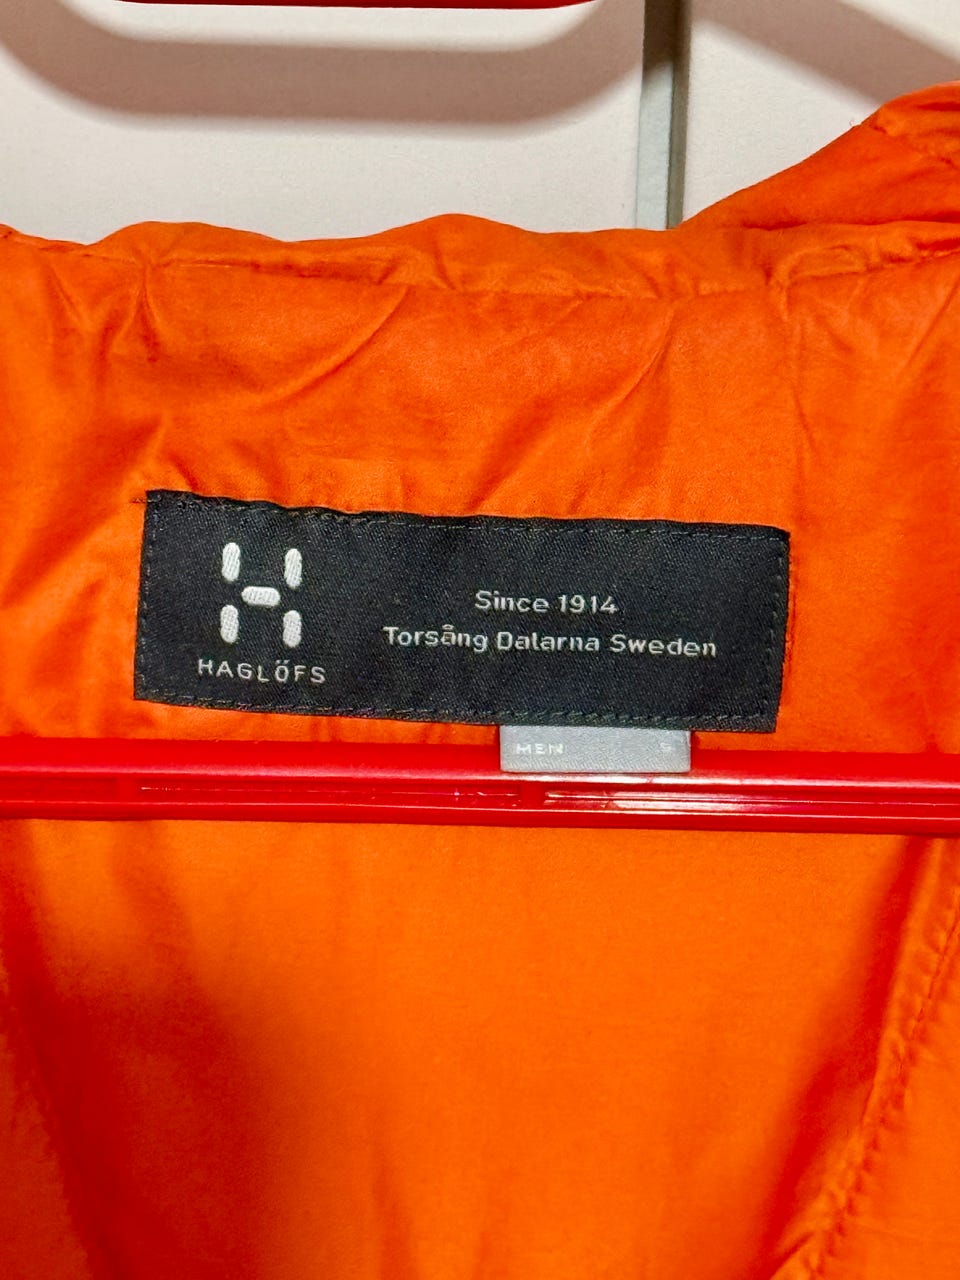 HAGLÖFS
Since 1914
Torsång Dalarna Sweden
MEN S